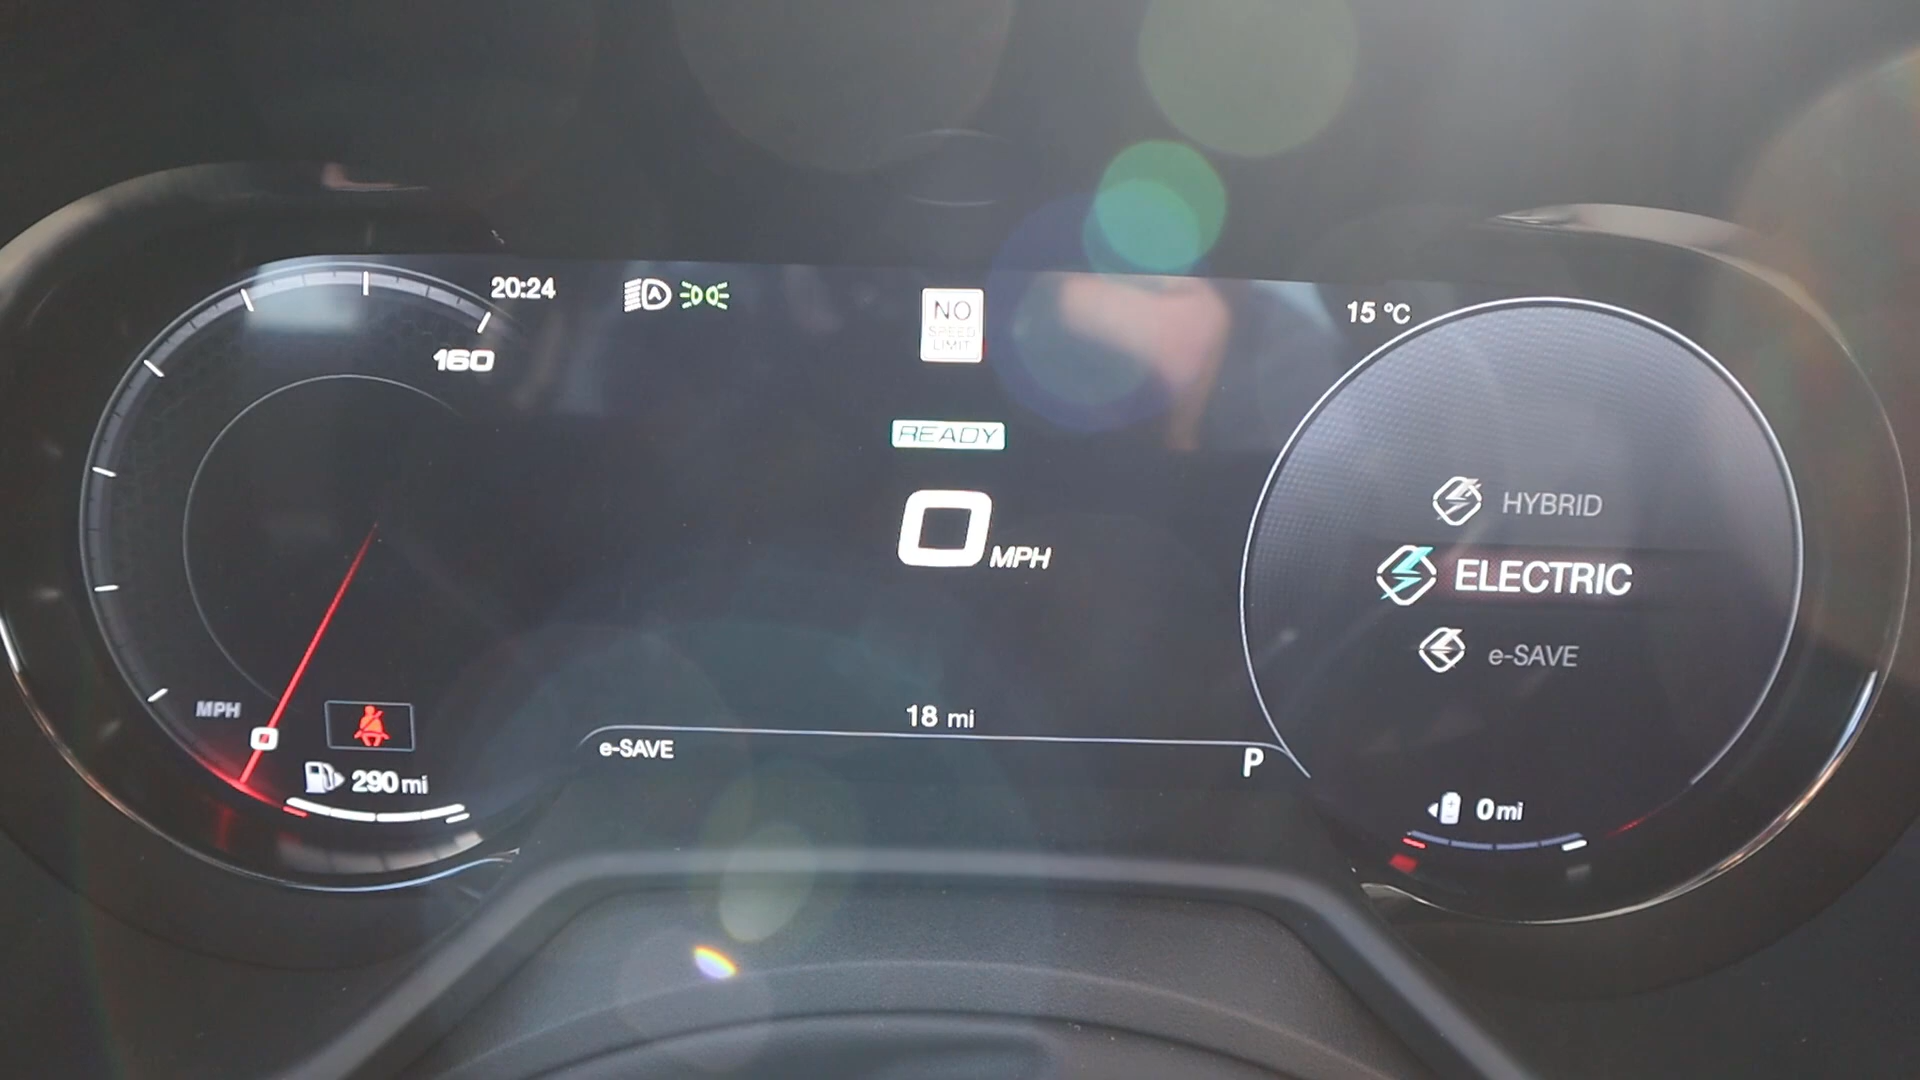 20:24
NO
SPEED
LIMIT
15 °C
160
READY
HYBRID
0 MPH
ELECTRIC
e-SAVE
MPH
0
18 mi
e-SAVE
P
290 mi
0 mi